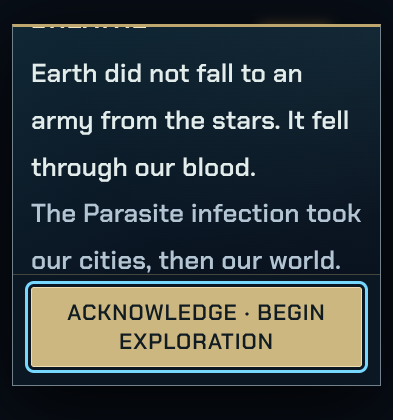 Earth did not fall to an
army from the stars. It fell
through our blood.
The Parasite infection took
our cities, then our world.
ACKNOWLEDGE · BEGIN
EXPLORATION